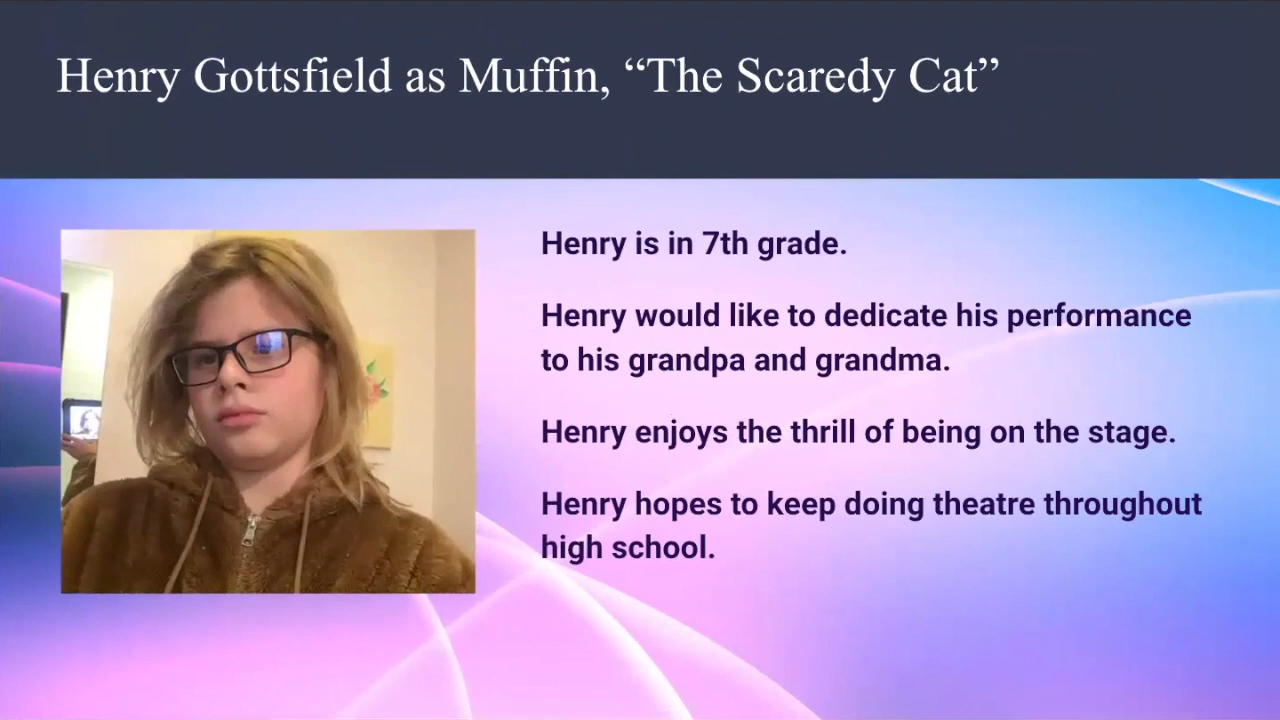 Henry Gottsfield as Muffin, “The Scaredy Cat”
Henry is in 7th grade.
Henry would like to dedicate his performance
to his grandpa and grandma.
Henry enjoys the thrill of being on the stage.
Henry hopes to keep doing theatre throughout
high school.